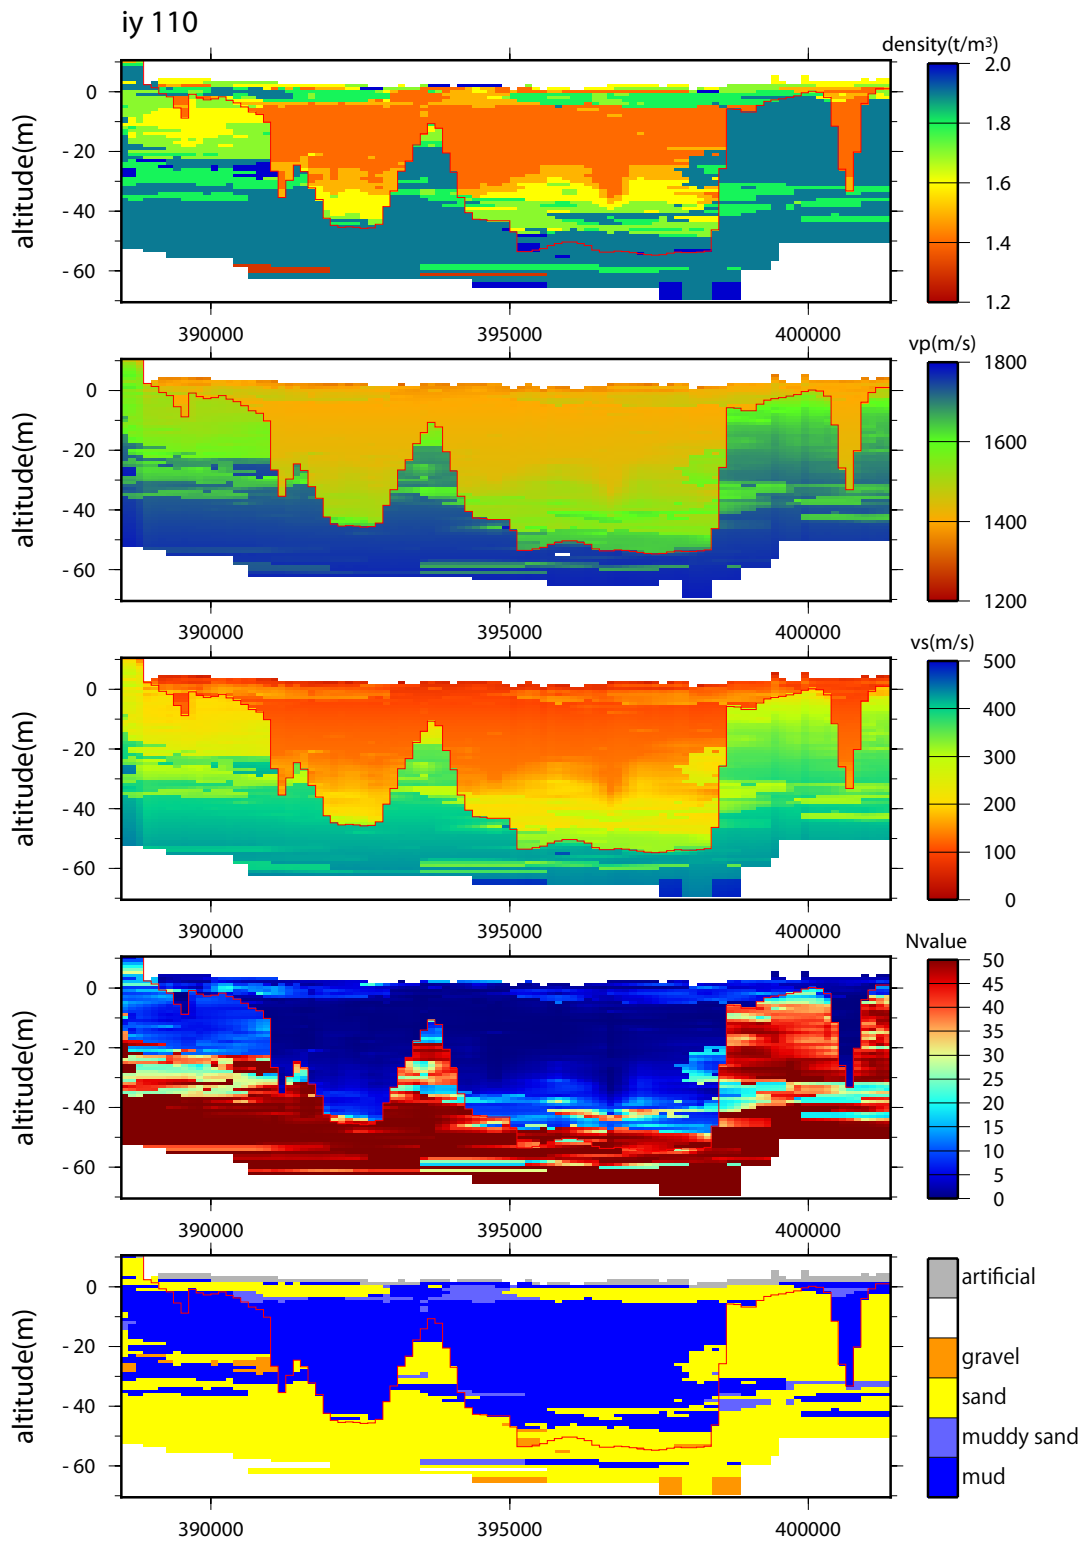 iy 110
density(t/m³)
altitude(m)
0
-20
-40
-60
2.0
1.8
1.6
1.4
1.2
390000 395000 400000
vp(m/s)
altitude(m)
0
-20
-40
-60
1800
1600
1400
1200
390000 395000 400000
vs(m/s)
altitude(m)
0
-20
-40
-60
500
400
300
200
100
0
390000 395000 400000
Nvalue
altitude(m)
0
-20
-40
-60
50
45
40
35
30
25
20
15
10
5
0
390000 395000 400000
altitude(m)
0
-20
-40
-60
artificial
gravel
sand
muddy sand
mud
390000 395000 400000